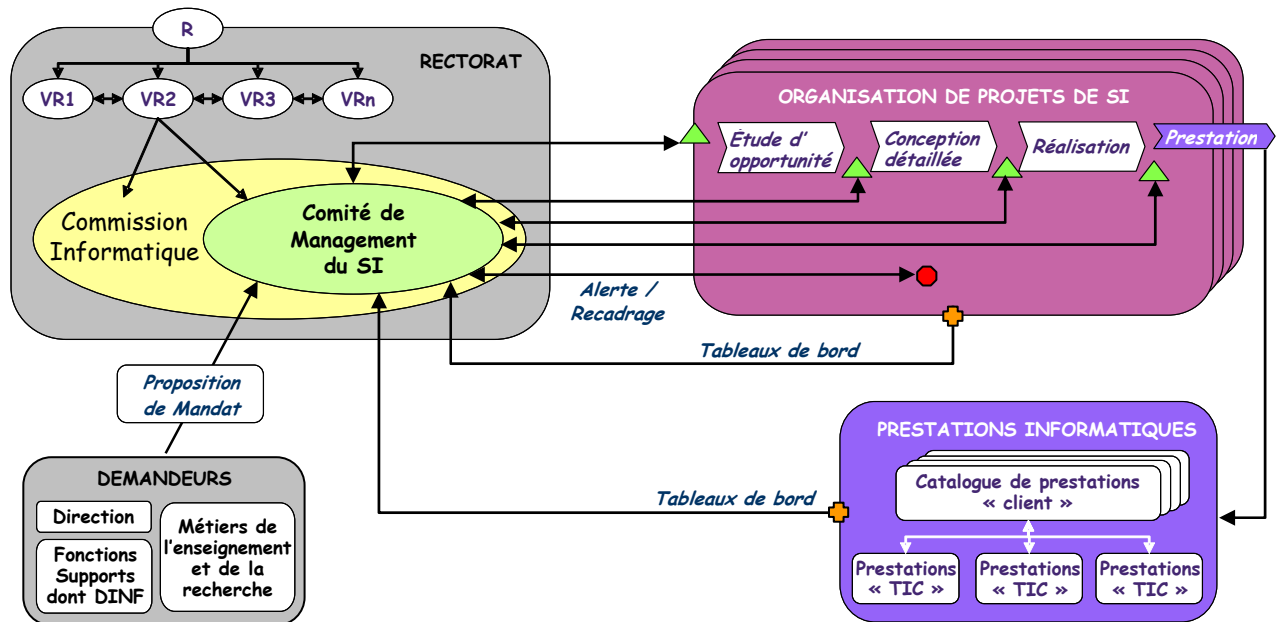 R
RECTORAT
VR1
VR2
VR3
VRn
Commission
Informatique
Comité de
Management
du SI
ORGANISATION DE PROJETS DE SI
Étude d'
opportunité
Conception
détaillée
Réalisation
Prestation
Alerte /
Recadrage
Tableaux de bord
Proposition
de Mandat
DEMANDEURS
Direction
Fonctions
Supports
dont DINF
Métiers de
l'enseignement
et de la
recherche
Tableaux de bord
PRESTATIONS INFORMATIQUES
Catalogue de prestations
« client »
Prestations
« TIC »
Prestations
« TIC »
Prestations
« TIC »